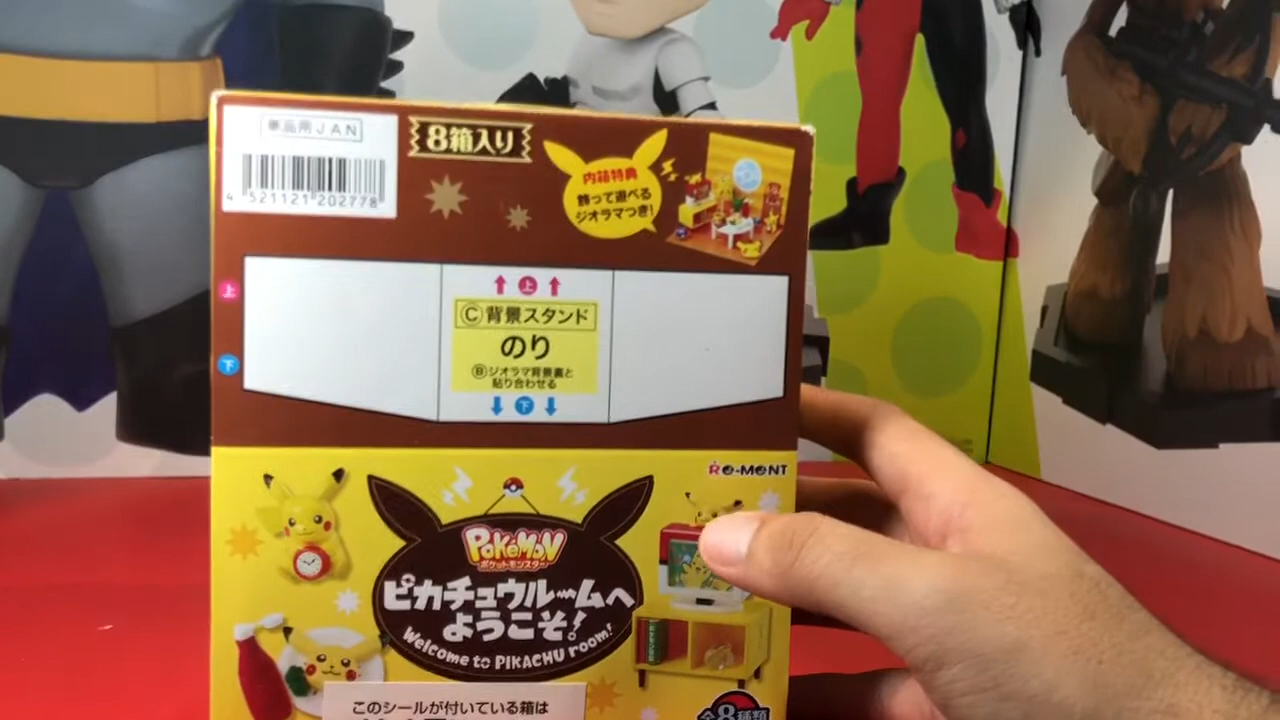 単品用JAN
4 521121 202778
8箱入り
内箱特典
飾って遊べる
ジオラマつき!
上
下
↑上↑
Ⓒ背景スタンド
のり
Ⓑジオラマ背景裏と
貼り合わせる
↓下↓
RE-MENT
POKéMON
ポケットモンスター
ピカチュウルームへ
ようこそ!
Welcome to PIKACHU room!
このシールが付いている箱は
全8種類